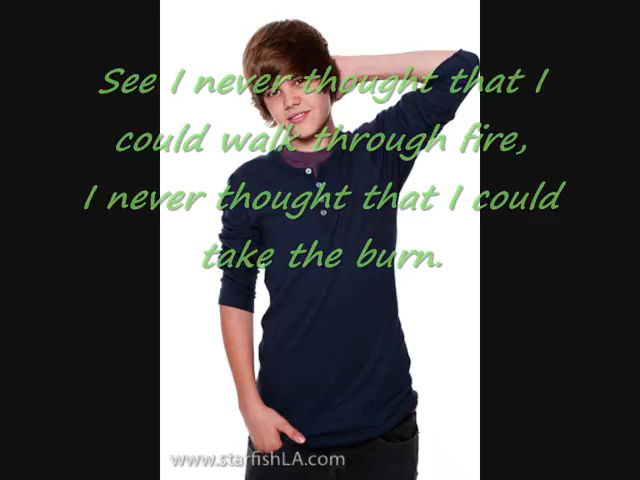 See I never thought that I
could walk through fire,
I never thought that I could
take the burn.
www.starfishLA.com